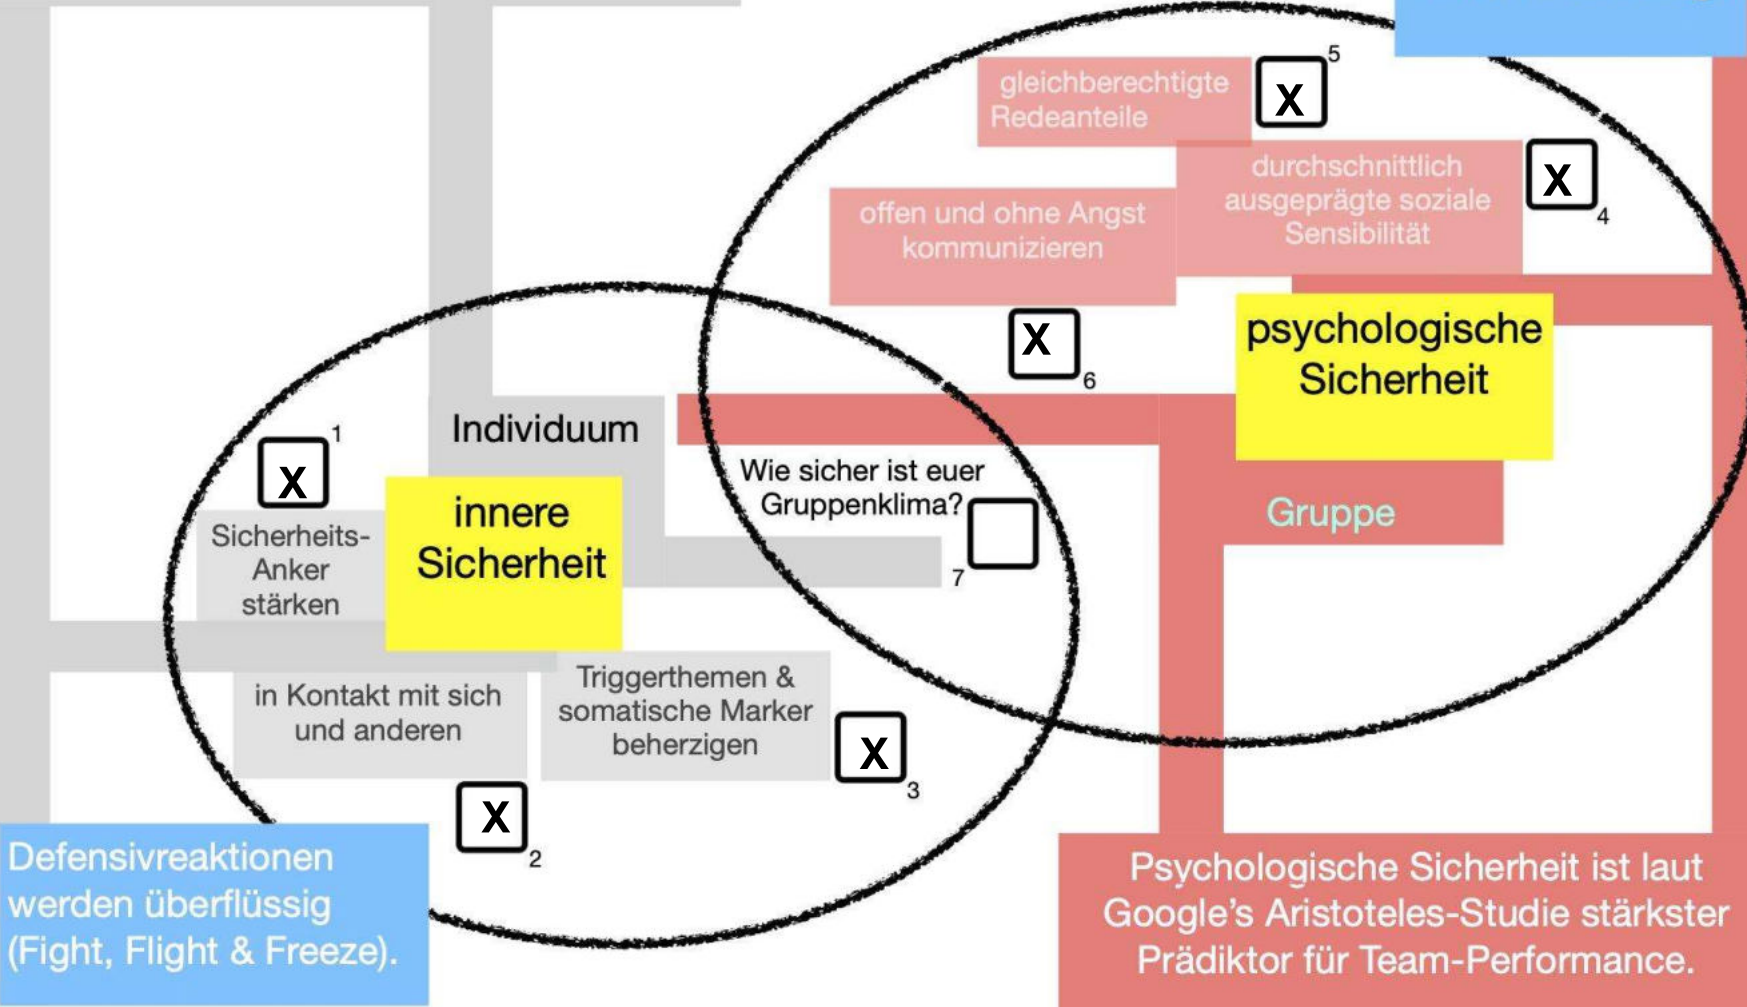 gleichberechtigte
Redeanteile
X
5
durchschnittlich
ausgeprägte soziale
Sensibilität
X
4
offen und ohne Angst
kommunizieren
X
6
psychologische
Sicherheit
Gruppe
Individuum
Wie sicher ist euer
Gruppenklima?
7
X
1
innere
Sicherheit
Sicherheits-
Anker
stärken
in Kontakt mit sich
und anderen
X
2
Triggerthemen &
somatische Marker
beherzigen
X
3
Defensivreaktionen
werden überflüssig
(Fight, Flight & Freeze).
Psychologische Sicherheit ist laut
Google’s Aristoteles-Studie stärkster
Prädiktor für Team-Performance.